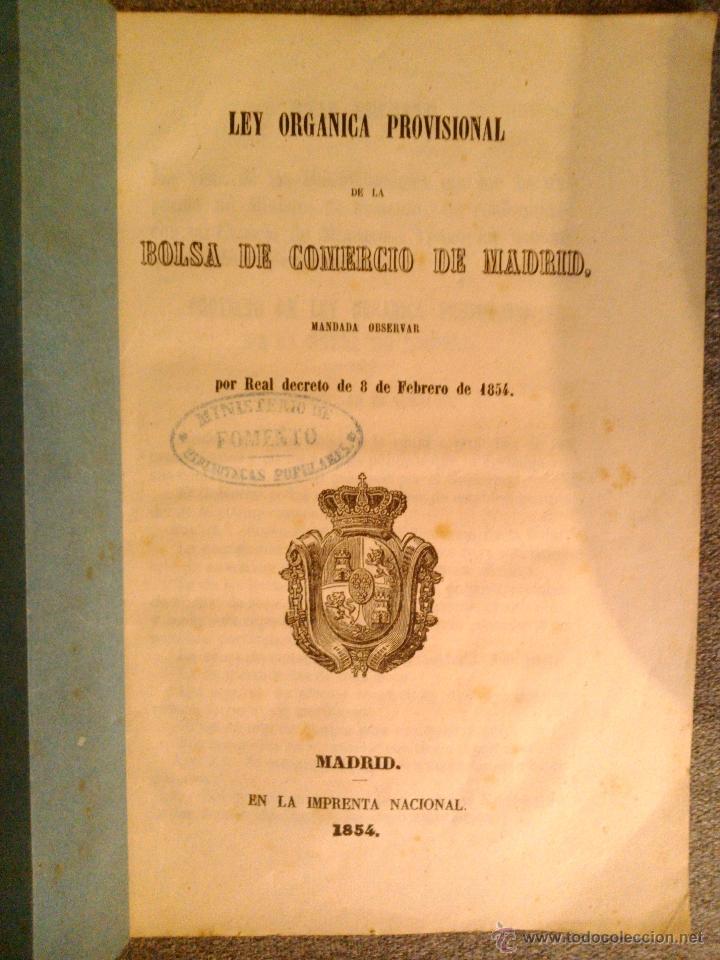 LEY ORGANICA PROVISIONAL
DE LA
BOLSA DE COMERCIO DE MADRID,
MANDADA OBSERVAR
por Real decreto de 8 de Febrero de 1854.
MINISTERIO DE
FOMENTO
BIBLIOTECAS POPULARES.
MADRID.
EN LA IMPRENTA NACIONAL.
1854.
www.todocoleccion.net